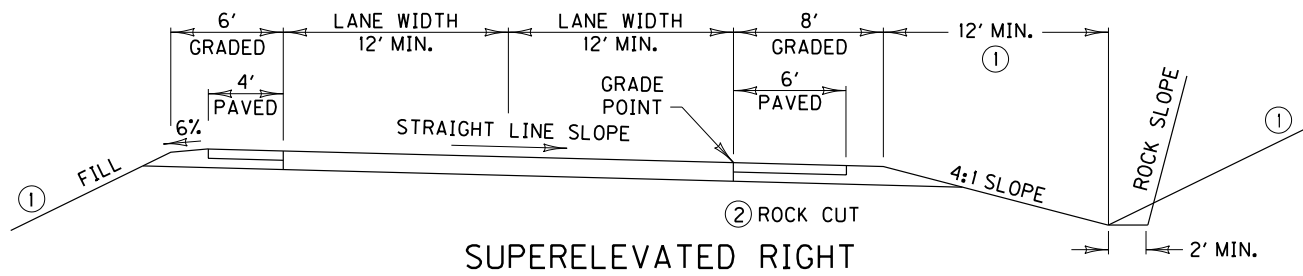 6'
GRADED
LANE WIDTH
12' MIN.
LANE WIDTH
12' MIN.
8'
GRADED
12' MIN.
①
4'
PAVED
GRADE
POINT
6'
PAVED
6%
STRAIGHT LINE SLOPE
FILL
①
4:1 SLOPE
ROCK SLOPE
①
② ROCK CUT
2' MIN.
SUPERELEVATED RIGHT